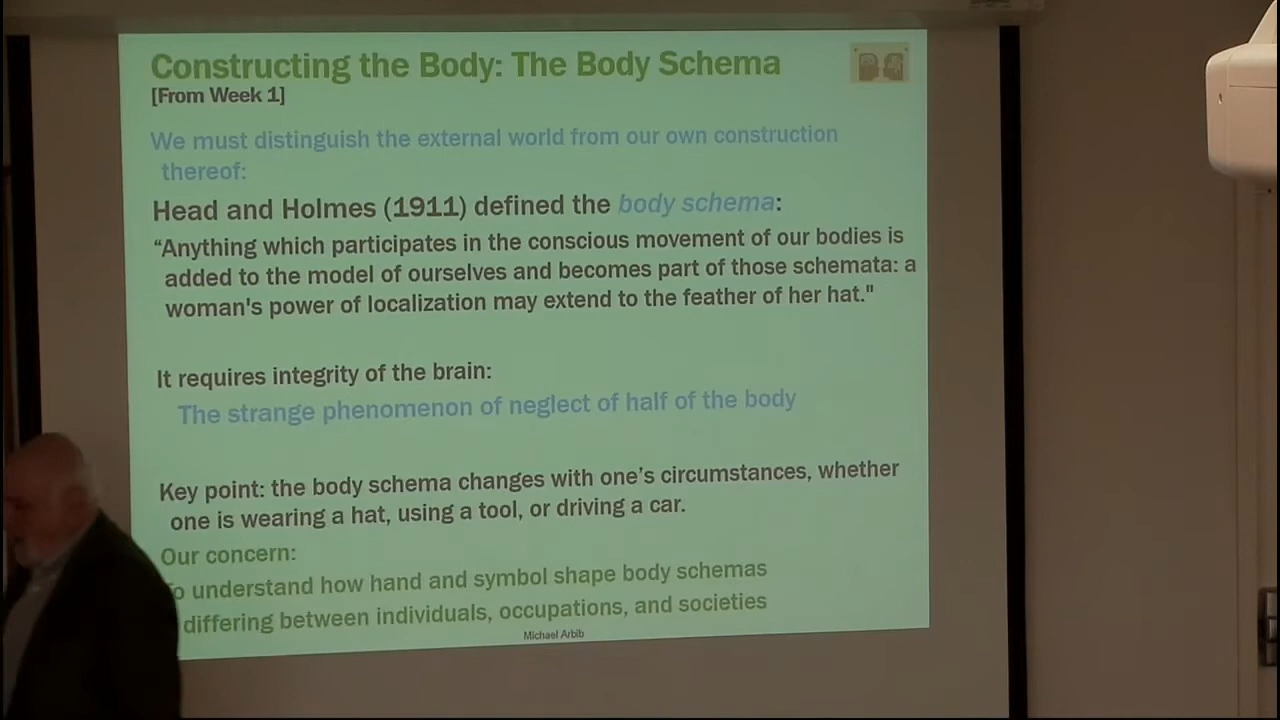 Constructing the Body: The Body Schema
[From Week 1]
We must distinguish the external world from our own construction
thereof:
Head and Holmes (1911) defined the body schema:
“Anything which participates in the conscious movement of our bodies is
added to the model of ourselves and becomes part of those schemata: a
woman's power of localization may extend to the feather of her hat."
It requires integrity of the brain:
The strange phenomenon of neglect of half of the body
Key point: the body schema changes with one’s circumstances, whether
one is wearing a hat, using a tool, or driving a car.
Our concern:
understand how hand and symbol shape body schemas
differing between individuals, occupations, and societies
Michael Arbib